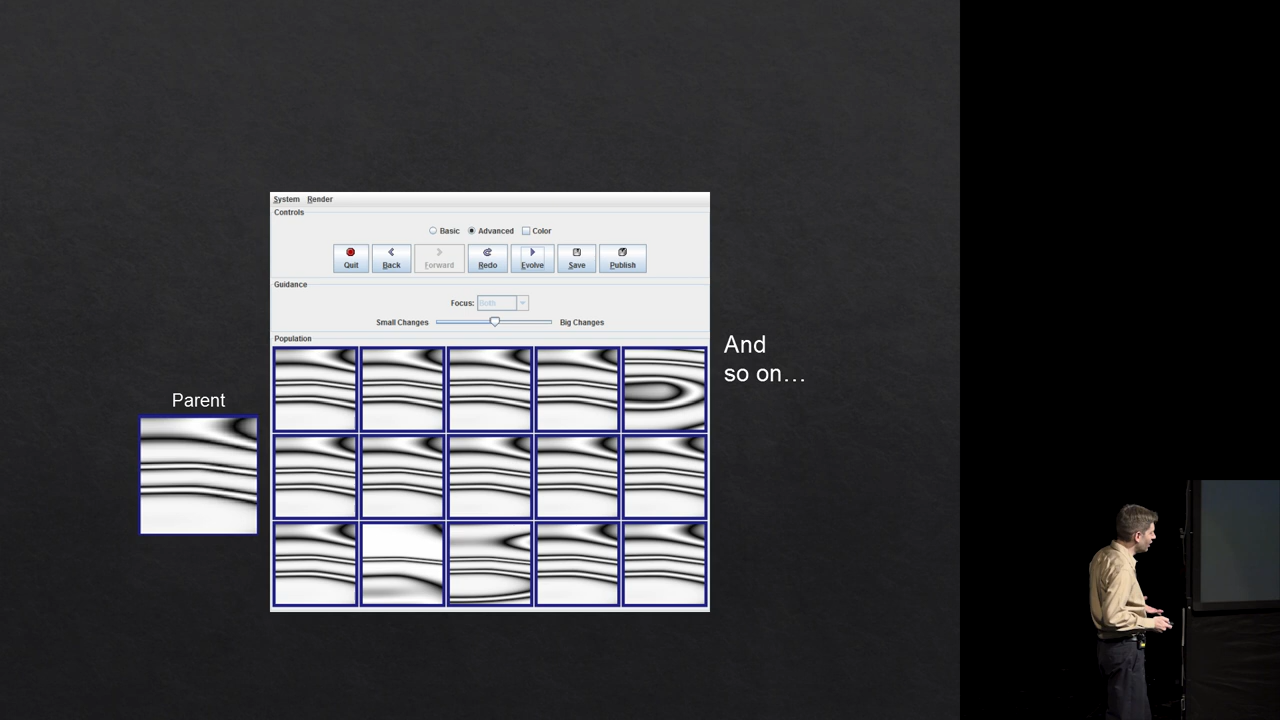 System Render
Controls
Basic Advanced Color
Quit Back Forward Redo Evolve Save Publish
Guidance
Focus: Both
Small Changes Big Changes
Population
And
so on…
Parent